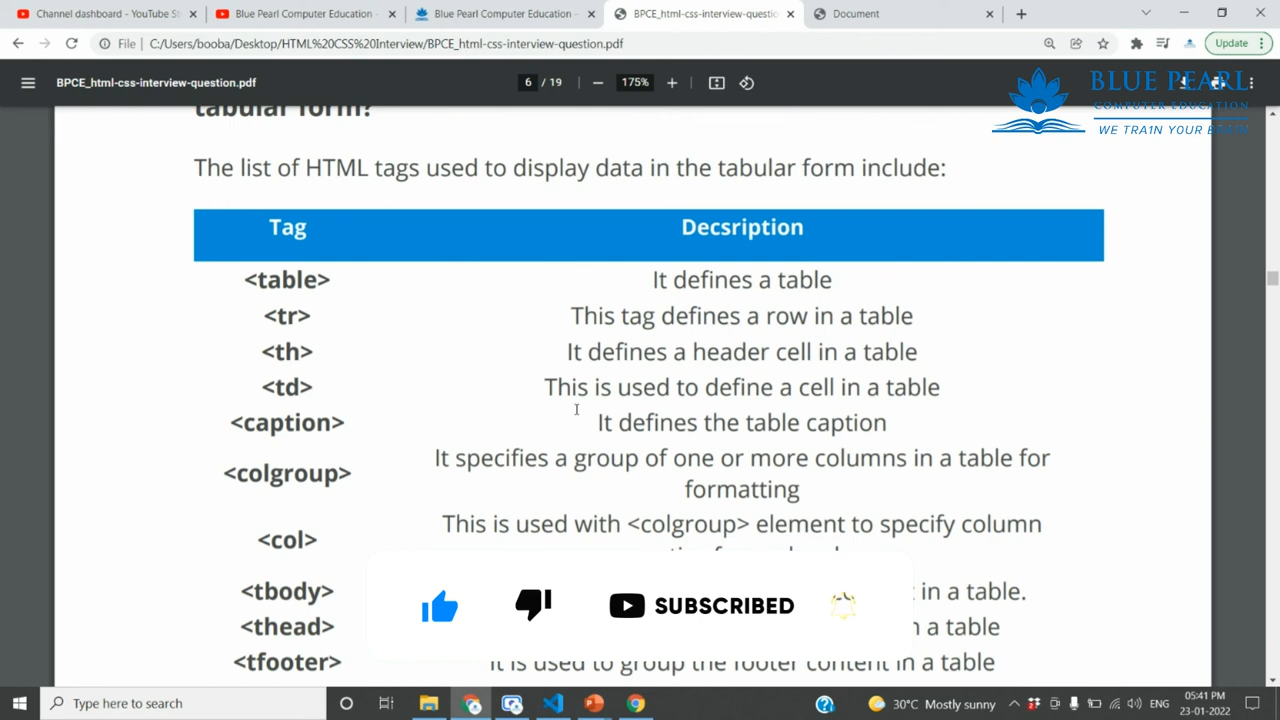 Channel dashboard - YouTube St
Blue Pearl Computer Education -
Blue Pearl Computer Education –
BPCE_html-css-interview-questio
Document
File
C:/Users/booba/Desktop/HTML%20CSS%20Interview/BPCE_html-css-interview-question.pdf
Update
BPCE_html-css-interview-question.pdf
6 / 19
175%
BLUE PEARL
COMPUTER EDUCATION
WE TRA1N YOUR BRAIN
tabular form?
The list of HTML tags used to display data in the tabular form include:
Tag Decsription
<table> It defines a table
<tr> This tag defines a row in a table
<th> It defines a header cell in a table
<td> This is used to define a cell in a table
<caption> It defines the table caption
<colgroup> It specifies a group of one or more columns in a table for
formatting
<col> This is used with <colgroup> element to specify column
<tbody> in a table.
<thead> in a table
<tfooter> It is used to group the footer content in a table
SUBSCRIBED
Type here to search
30°C Mostly sunny
ENG
05:41 PM
23-01-2022